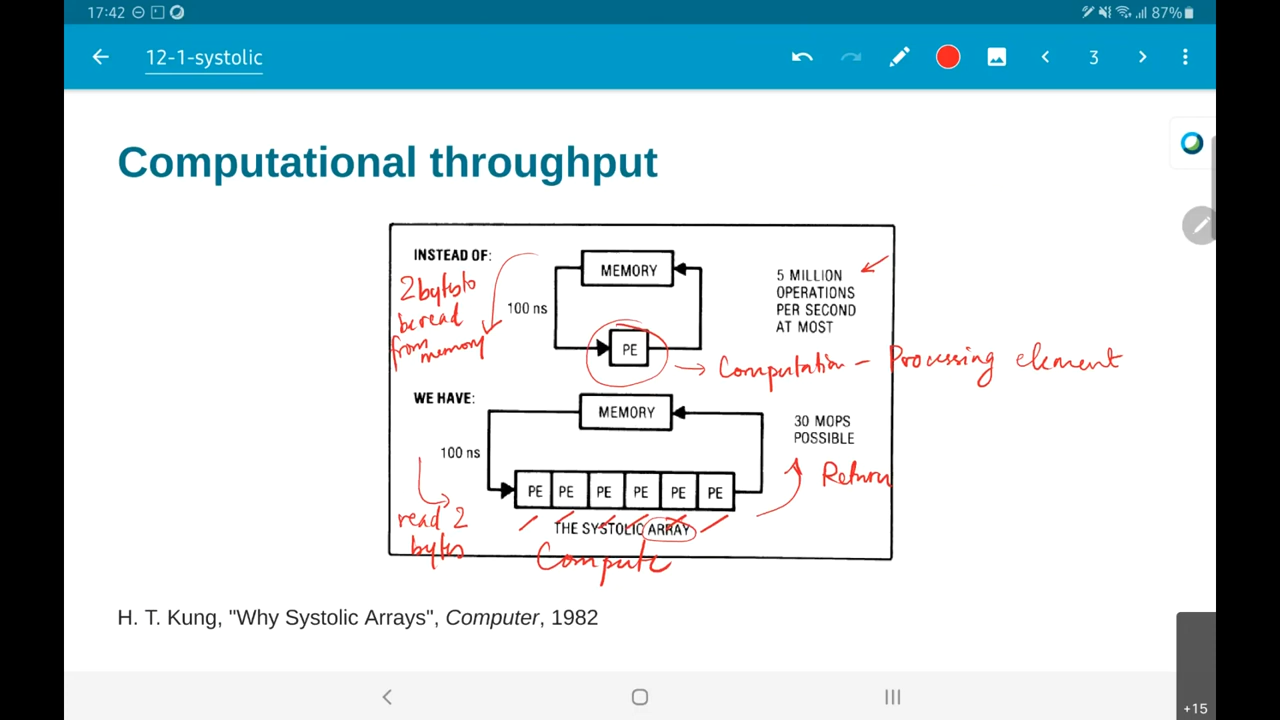 17:42
87%
12-1-systolic
3
Computational throughput
INSTEAD OF:
2 bytes to
be read
from memory
100 ns
MEMORY
PE
5 MILLION
OPERATIONS
PER SECOND
AT MOST
Computation - Processing element
WE HAVE:
MEMORY
30 MOPS
POSSIBLE
100 ns
Return
PE PE PE PE PE PE
read 2
bytes
THE SYSTOLIC ARRAY
Compute
H. T. Kung, "Why Systolic Arrays", Computer, 1982
+15